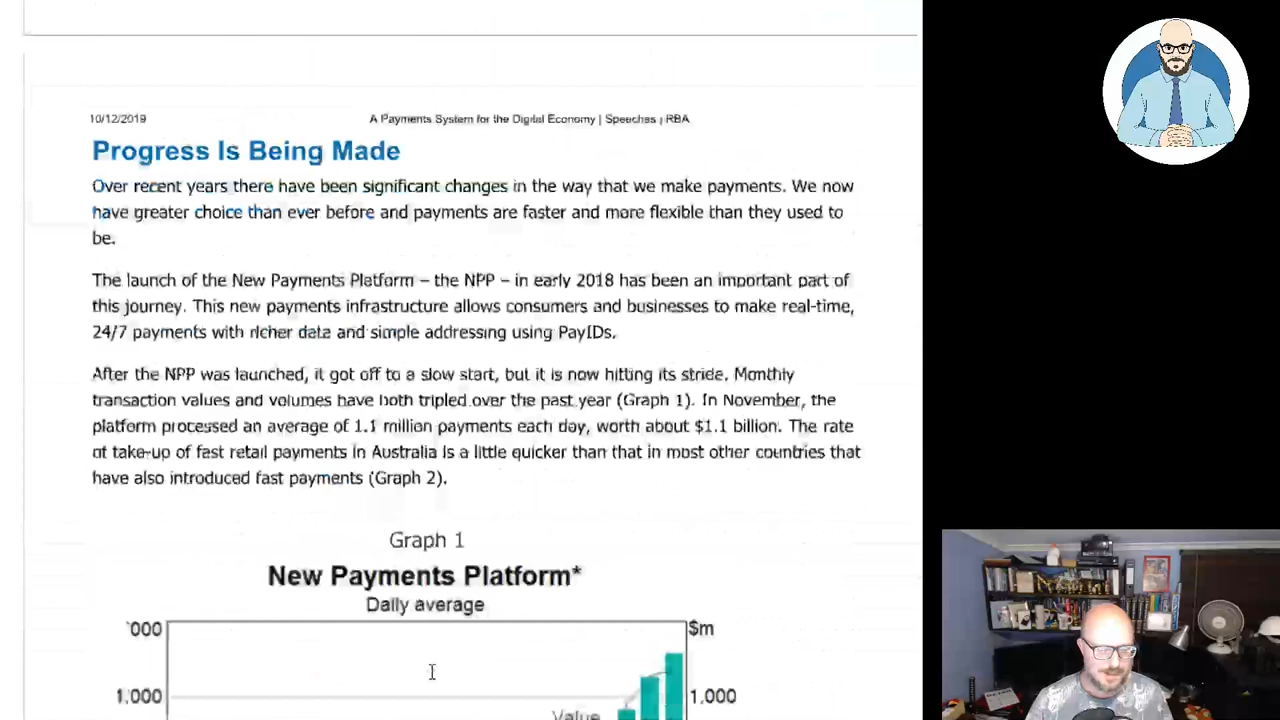 10/12/2019 A Payments System for the Digital Economy | Speeches | RBA
Progress Is Being Made
Over recent years there have been significant changes in the way that we make payments. We now
have greater choice than ever before and payments are faster and more flexible than they used to
be.
The launch of the New Payments Platform – the NPP – in early 2018 has been an important part of
this journey. This new payments infrastructure allows consumers and businesses to make real-time,
24/7 payments with richer data and simple addressing using PayIDs.
After the NPP was launched, it got off to a slow start, but it is now hitting its stride. Monthly
transaction values and volumes have both tripled over the past year (Graph 1). In November, the
platform processed an average of 1.1 million payments each day, worth about $1.1 billion. The rate
of take-up of fast retail payments in Australia is a little quicker than that in most other countries that
have also introduced fast payments (Graph 2).
Graph 1
New Payments Platform*
Daily average
'000 $m
1,000 1,000
Value